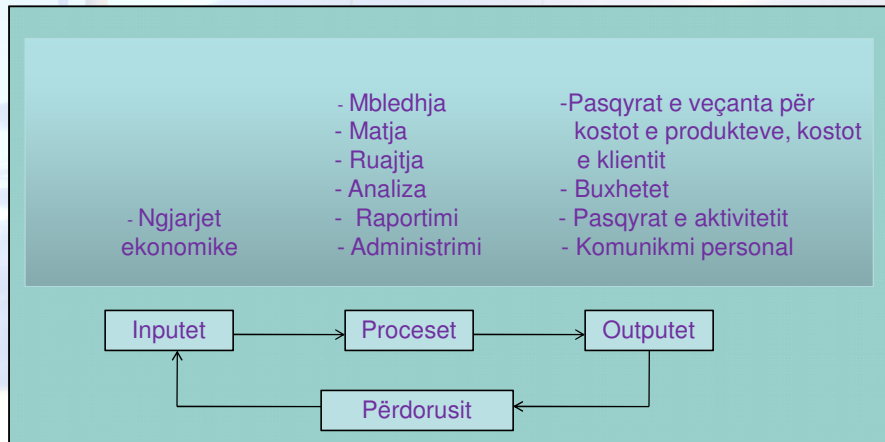 - Ngjarjet
ekonomike
- Mbledhja
- Matja
- Ruajtja
- Analiza
- Raportimi
- Administrimi
-Pasqyrat e veçanta për
kostot e produkteve, kostot
e klientit
- Buxhetet
- Pasqyrat e aktivitetit
- Komunikmi personal
Inputet
Proceset
Outputet
Përdorusit